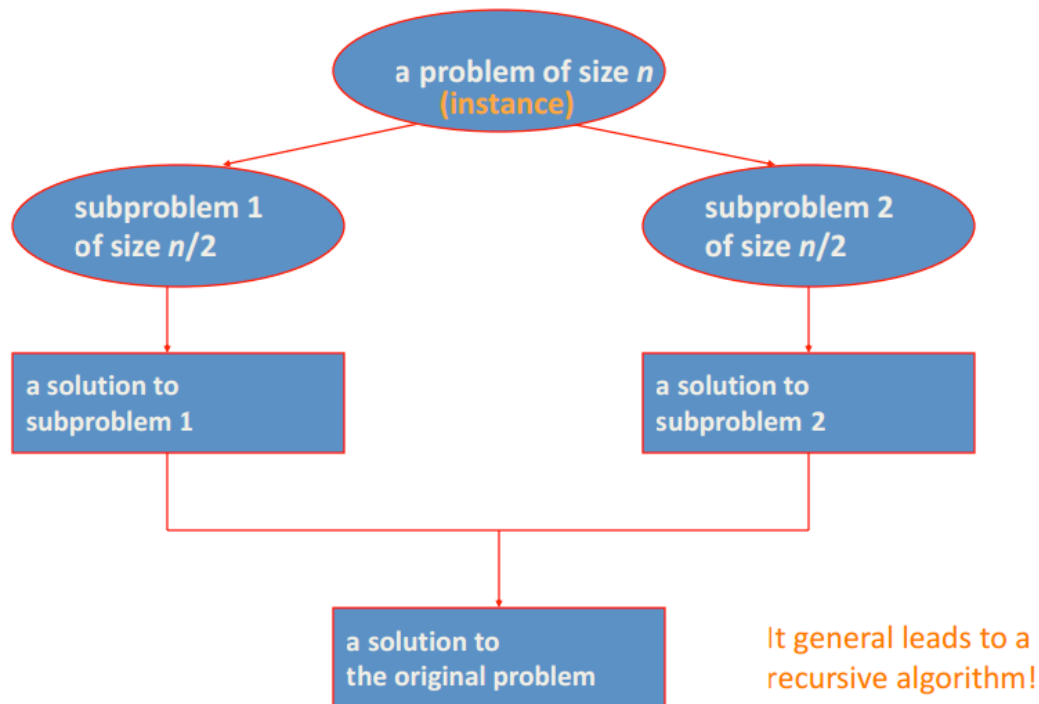 a problem of size n
(instance)
subproblem 1
of size n/2
subproblem 2
of size n/2
a solution to
subproblem 1
a solution to
subproblem 2
a solution to
the original problem
It general leads to a
recursive algorithm!